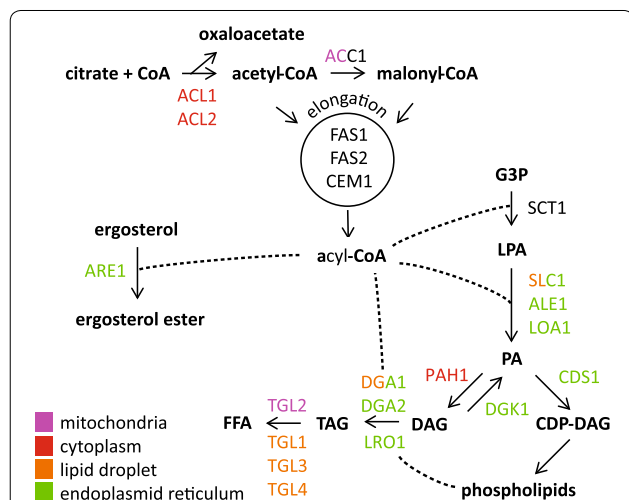 oxaloacetate
citrate + CoA
acetyl-CoA
ACC1
malonyl-CoA
ACL1
ACL2
elongation
FAS1
FAS2
CEM1
G3P
SCT1
ergosterol
acyl-CoA
LPA
ARE1
SLC1
ALE1
LOA1
ergosterol ester
PA
DGA1
PAH1
CDS1
TGL2
DGA2
DGK1
FFA
TAG
DAG
CDP-DAG
LRO1
TGL1
TGL3
TGL4
phospholipids
mitochondria
cytoplasm
lipid droplet
endoplasmid reticulum